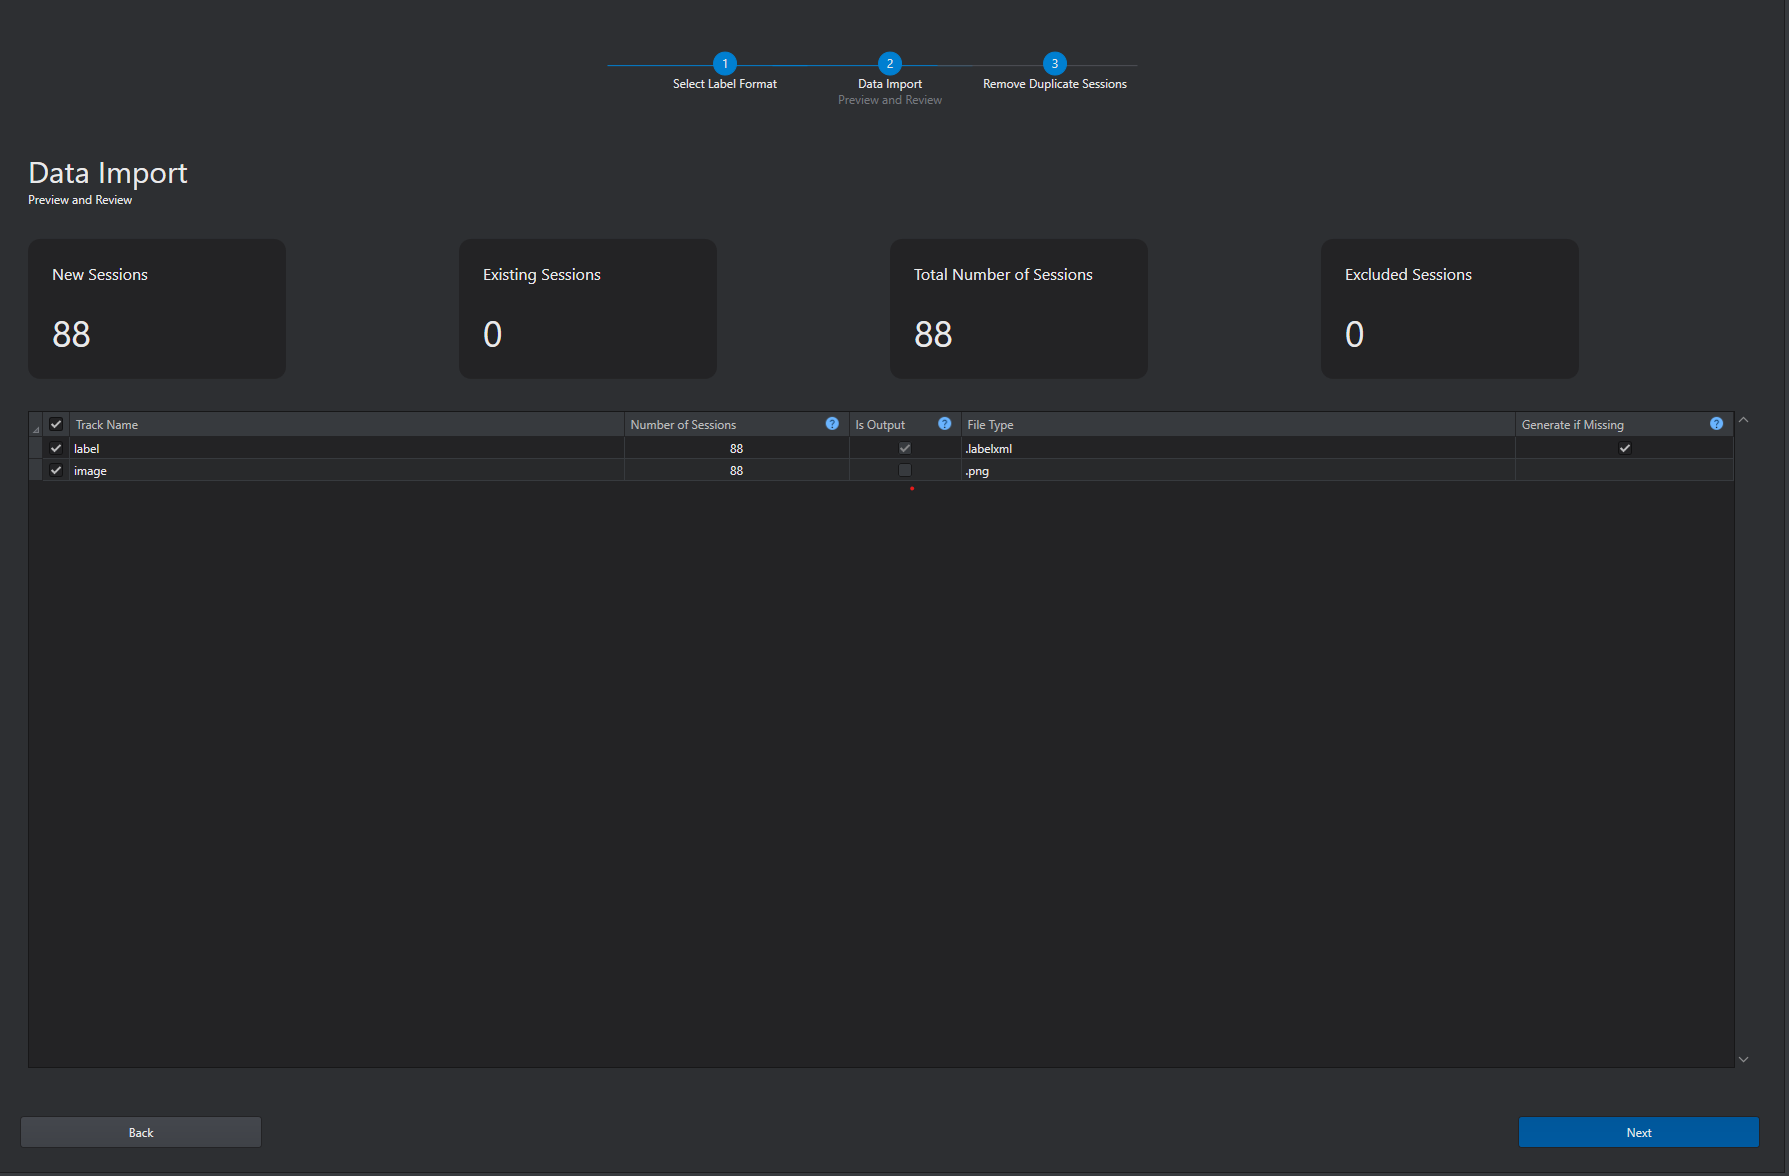 1
Select Label Format
2
Data Import
Preview and Review
3
Remove Duplicate Sessions
Data Import
Preview and Review
New Sessions
88
Existing Sessions
0
Total Number of Sessions
88
Excluded Sessions
0
Track Name Number of Sessions ? Is Output ? File Type Generate if Missing ?
label 88 .labelxml
image 88 .png
Back
Next